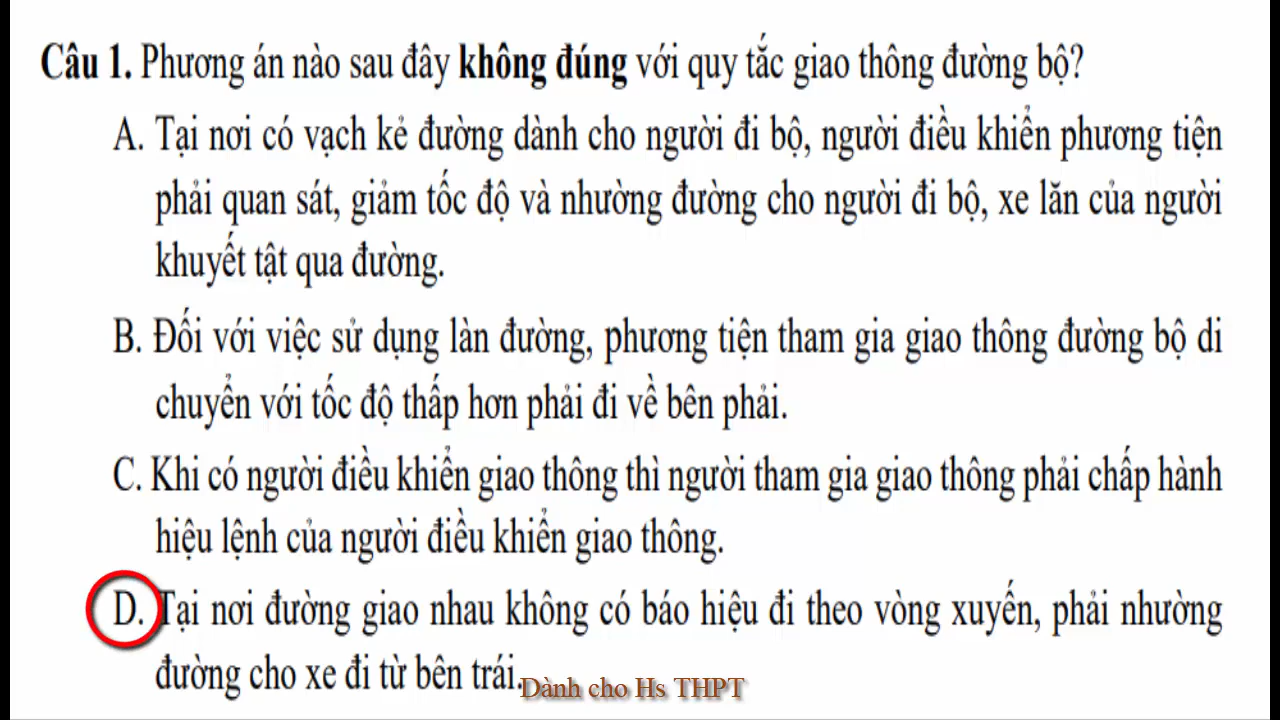 Câu 1. Phương án nào sau đây không đúng với quy tắc giao thông đường bộ?
A. Tại nơi có vạch kẻ đường dành cho người đi bộ, người điều khiển phương tiện
phải quan sát, giảm tốc độ và nhường đường cho người đi bộ, xe lăn của người
khuyết tật qua đường.
B. Đối với việc sử dụng làn đường, phương tiện tham gia giao thông đường bộ di
chuyển với tốc độ thấp hơn phải đi về bên phải.
C. Khi có người điều khiển giao thông thì người tham gia giao thông phải chấp hành
hiệu lệnh của người điều khiển giao thông.
D. Tại nơi đường giao nhau không có báo hiệu đi theo vòng xuyến, phải nhường
đường cho xe đi từ bên trái.
Dành cho Hs THPT